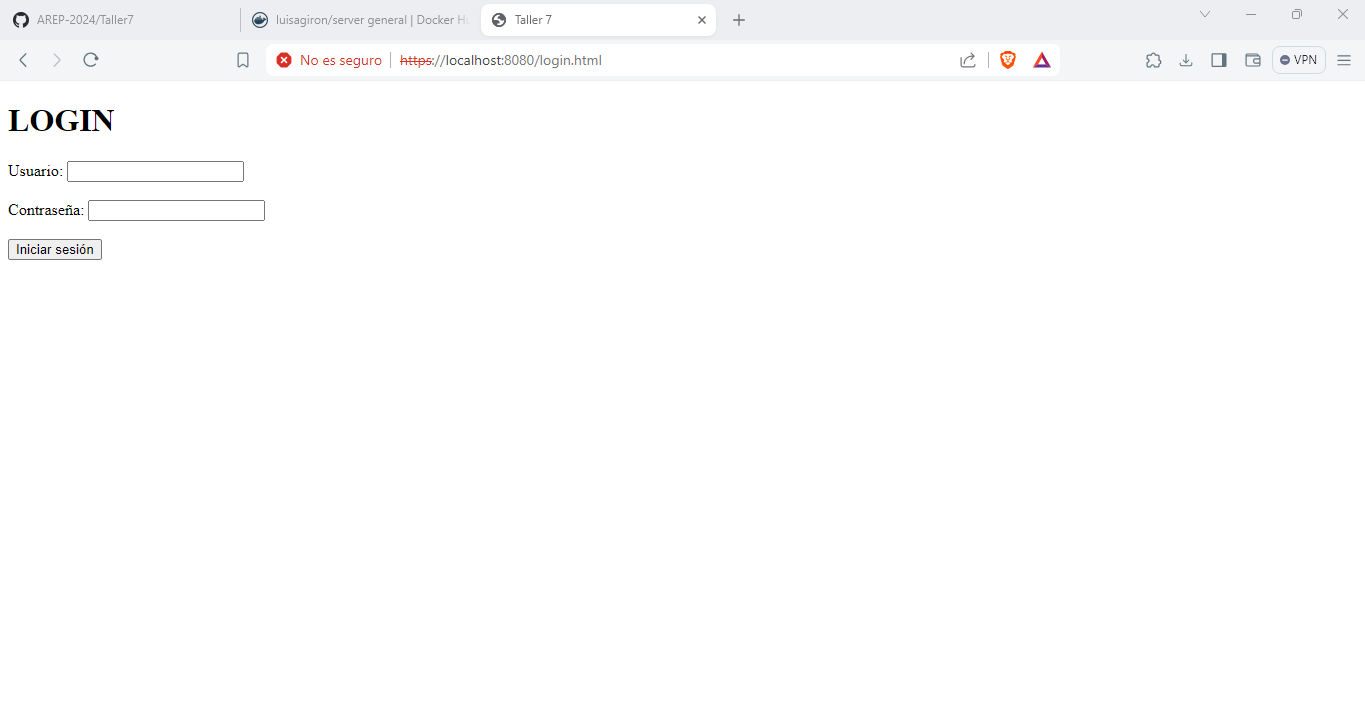 AREP-2024/Taller7
luisagiron/server general | Docker Hu
Taller 7
No es seguro
https://localhost:8080/login.html
VPN
LOGIN
Usuario:
Contraseña:
Iniciar sesión